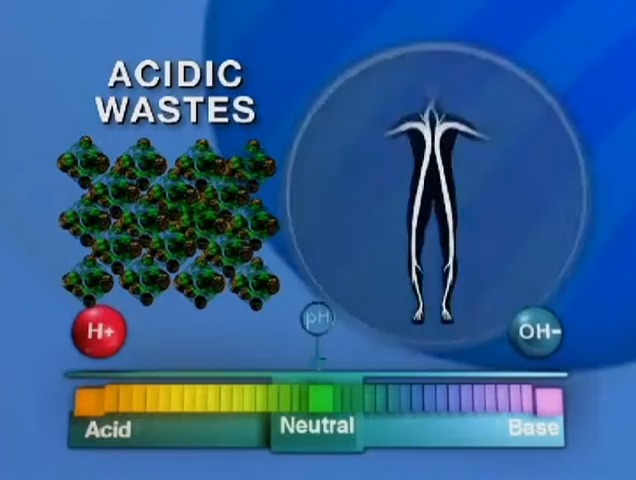 ACIDIC
WASTES
H+
pH
OH-
Acid
Neutral
Base